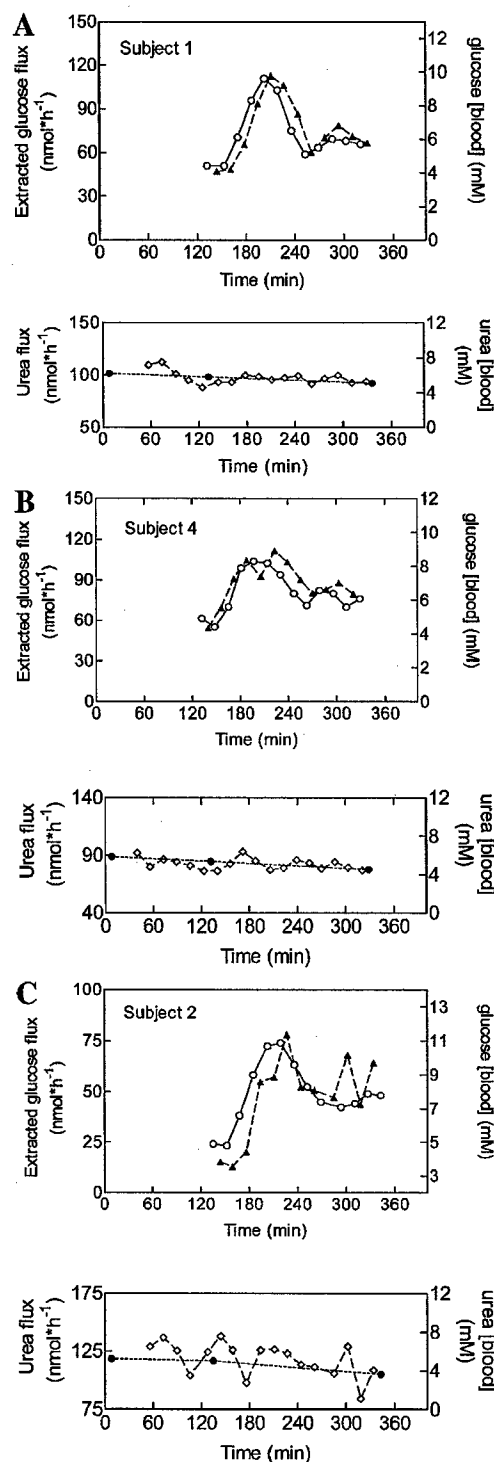 A
Subject 1
Extracted glucose flux
(nmol*h⁻¹)
150
120
90
60
30
0
glucose [blood]
(mM)
12
10
8
6
4
2
0
0 60 120 180 240 300 360
Time (min)
Urea flux
(nmol*h⁻¹)
150
100
50
urea [blood]
(mM)
12
8
4
0
0 60 120 180 240 300 360
Time (min)
B
Subject 4
Extracted glucose flux
(nmol*h⁻¹)
150
120
90
60
30
0
glucose [blood]
(mM)
12
10
8
6
4
2
0
0 60 120 180 240 300 360
Time (min)
Urea flux
(nmol*h⁻¹)
140
90
40
urea [blood]
(mM)
12
8
4
0
0 60 120 180 240 300 360
Time (min)
C
Subject 2
Extracted glucose flux
(nmol*h⁻¹)
100
75
50
25
0
glucose [blood]
(mM)
13
11
9
7
5
3
0 60 120 180 240 300 360
Time (min)
Urea flux
(nmol*h⁻¹)
175
125
75
urea [blood]
(mM)
12
8
4
0
0 60 120 180 240 300 360
Time (min)